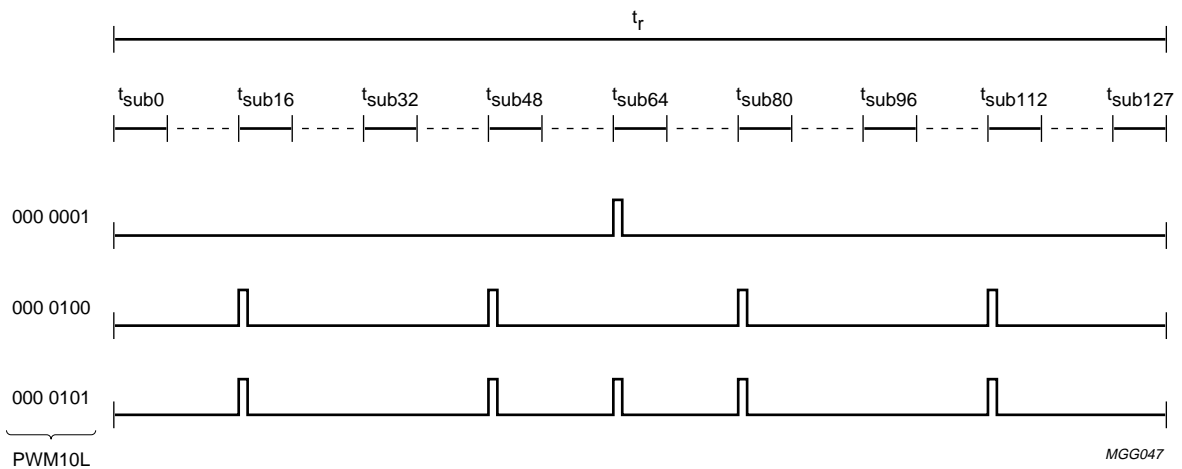 tr
tsub0 tsub16 tsub32 tsub48 tsub64 tsub80 tsub96 tsub112 tsub127
000 0001
000 0100
000 0101
PWM10L
MGG047